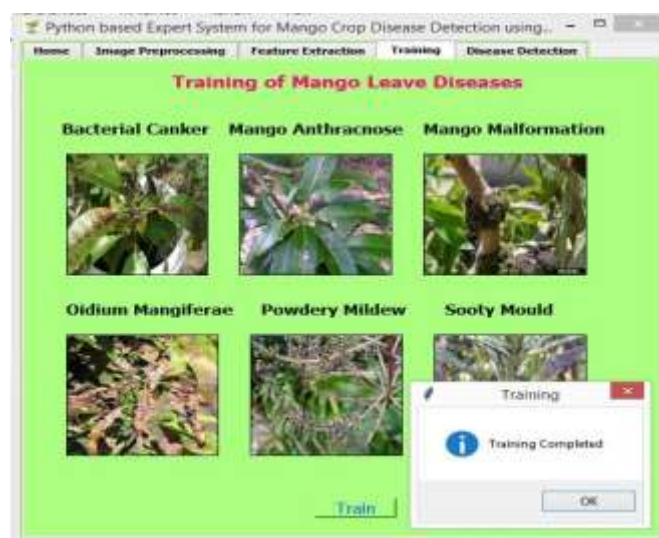 Python based Expert System for Mango Crop Disease Detection using...
Home Image Preprocessing Feature Extraction Training Disease Detection
Training of Mango Leave Diseases
Bacterial Canker Mango Anthracnose Mango Malformation
Oidium Mangiferae Powdery Mildew Sooty Mould
Training
Training Completed
OK
Train